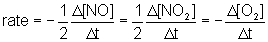 rate = −1/2 Δ[NO]/Δt = 1/2 Δ[NO₂]/Δt = −Δ[O₂]/Δt